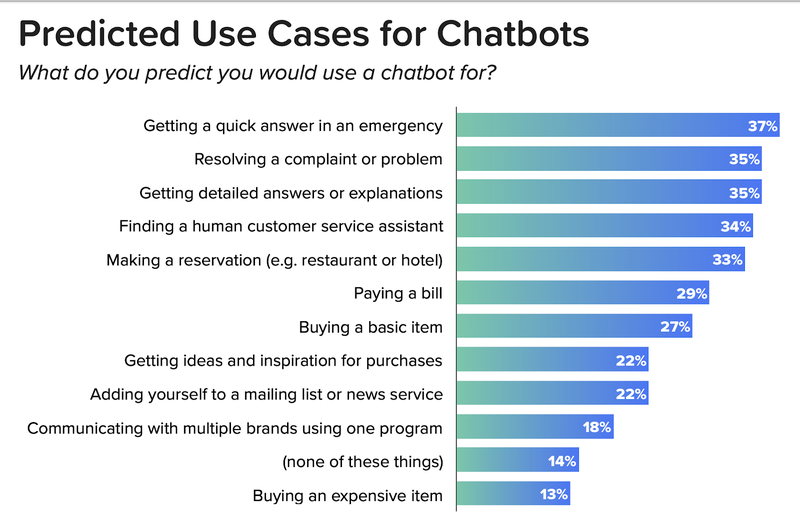 Predicted Use Cases for Chatbots
What do you predict you would use a chatbot for?
Getting a quick answer in an emergency 37%
Resolving a complaint or problem 35%
Getting detailed answers or explanations 35%
Finding a human customer service assistant 34%
Making a reservation (e.g. restaurant or hotel) 33%
Paying a bill 29%
Buying a basic item 27%
Getting ideas and inspiration for purchases 22%
Adding yourself to a mailing list or news service 22%
Communicating with multiple brands using one program 18%
(none of these things) 14%
Buying an expensive item 13%